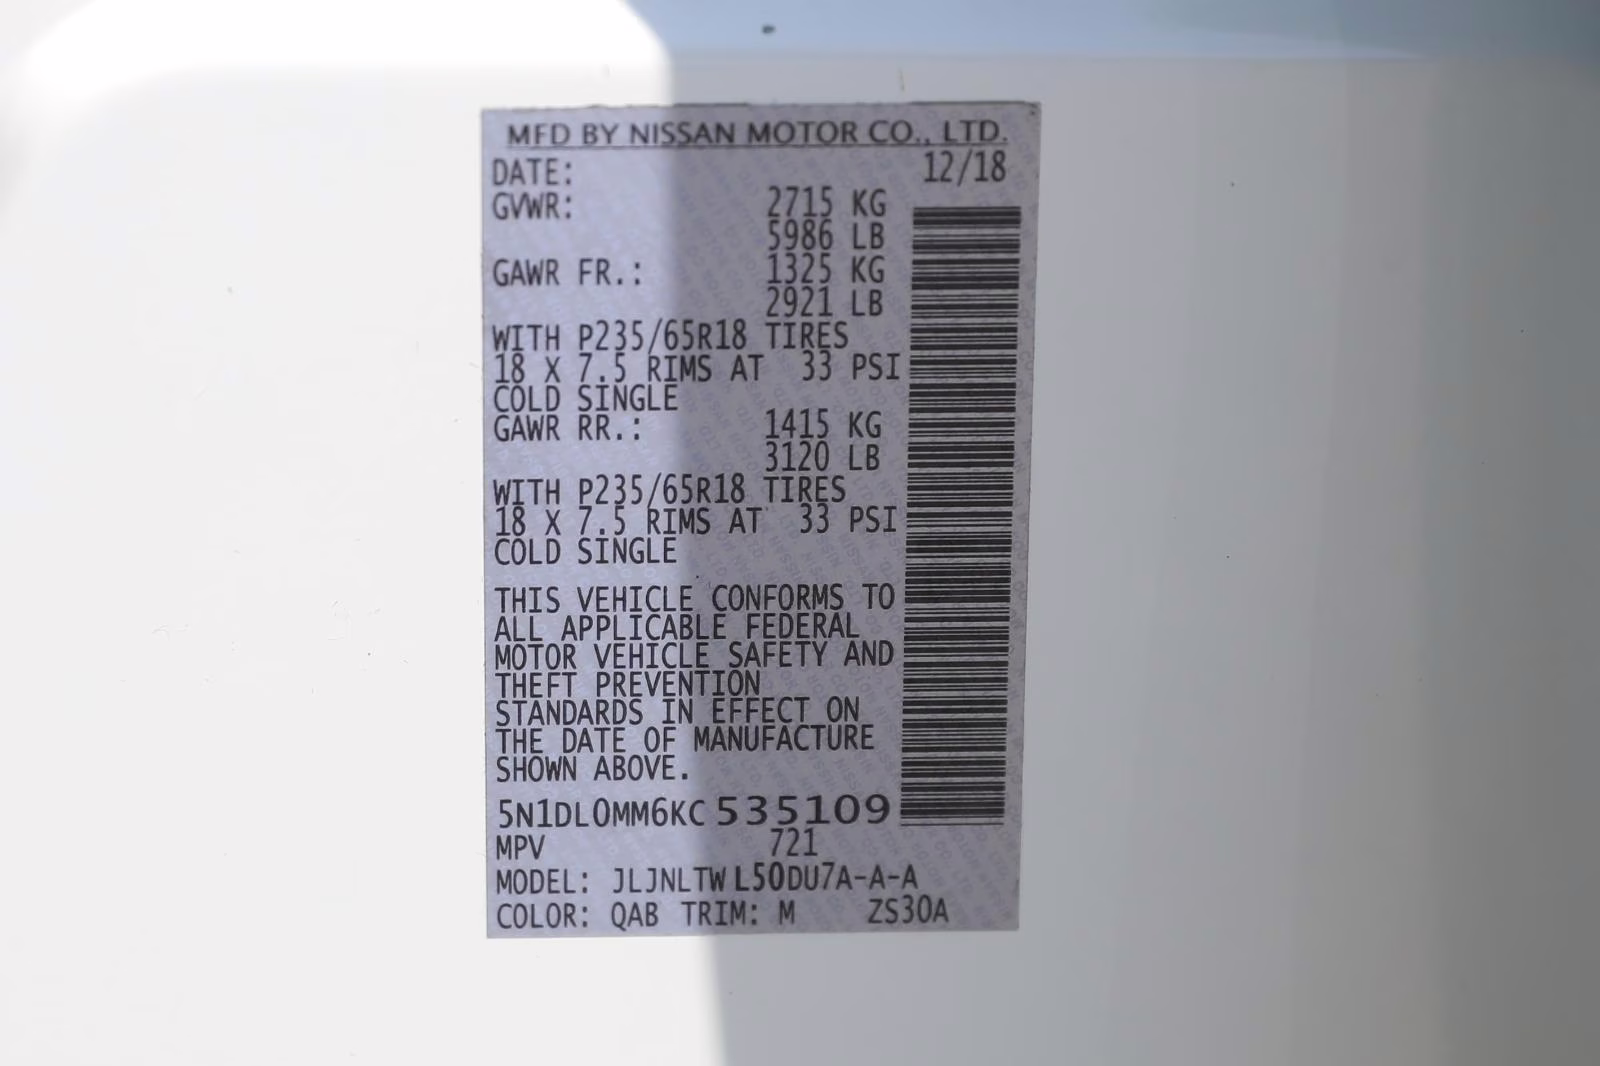 MFD BY NISSAN MOTOR CO., LTD.
DATE: 12/18
GVWR: 2715 KG
5986 LB
GAWR FR.: 1325 KG
2921 LB
WITH P235/65R18 TIRES
18 X 7.5 RIMS AT 33 PSI
COLD SINGLE
GAWR RR.: 1415 KG
3120 LB
WITH P235/65R18 TIRES
18 X 7.5 RIMS AT 33 PSI
COLD SINGLE
THIS VEHICLE CONFORMS TO
ALL APPLICABLE FEDERAL
MOTOR VEHICLE SAFETY AND
THEFT PREVENTION
STANDARDS IN EFFECT ON
THE DATE OF MANUFACTURE
SHOWN ABOVE.
5N1DL0MM6KC535109
MPV 721
MODEL: JLJNLTWL50DU7A-A-A
COLOR: QAB TRIM: M ZS30A